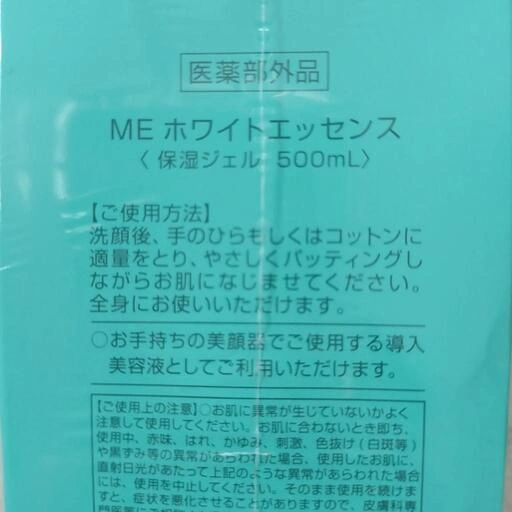 医薬部外品
ME ホワイトエッセンス
〈 保湿ジェル 500mL〉
【ご使用方法】
洗顔後、手のひらもしくはコットンに
適量をとり、やさしくパッティングし
ながらお肌になじませてください。
全身にお使いいただけます。
○お手持ちの美顔器でご使用する導入
美容液としてご利用いただけます。
【ご使用上の注意】○お肌に異常が生じていないかよく
注意して使用してください。お肌に合わないとき即ち、
使用中、赤味、はれ、かゆみ、刺激、色抜け(白斑等)
や黒ずみ等の異常があらわれた場合、使用したお肌に、
直射日光があたって上記のような異常があらわれた場合
には、使用を中止してください。そのまま使用を続けま
すと、症状を悪化させることがありますので、皮膚科専